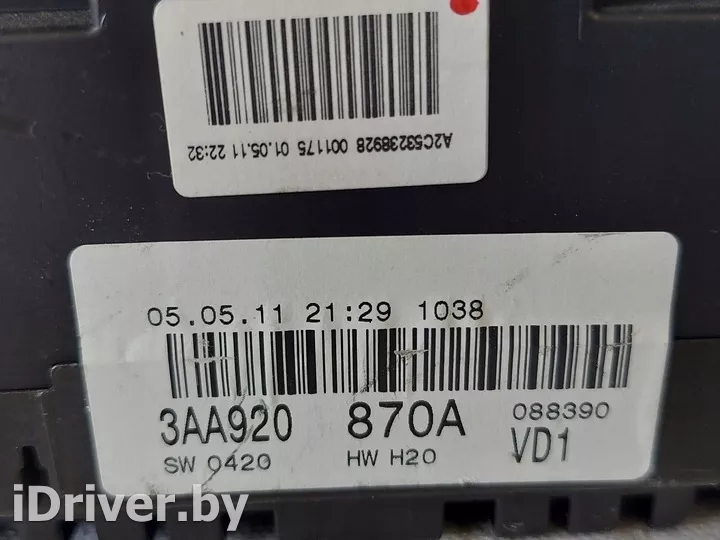 A2C53238928 001175 01.05.11 22:32
05.05.11 21:29 1038
3AA920 870A 088390
SW 0420 HW H20 VD1
iDriver.by